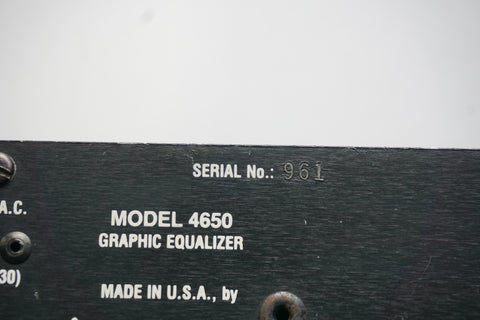 SERIAL No.: 961
A.C.
MODEL 4650
GRAPHIC EQUALIZER
30)
MADE IN U.S.A., by